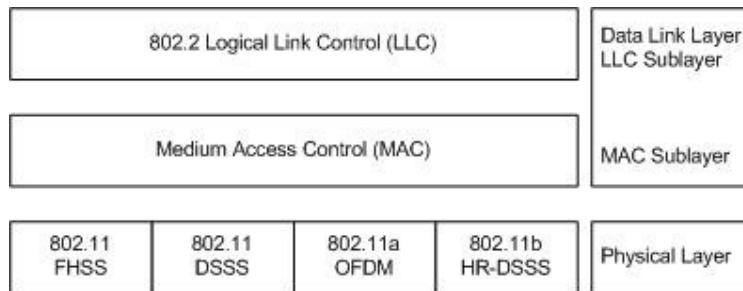 802.2 Logical Link Control (LLC)
Data Link Layer
LLC Sublayer
Medium Access Control (MAC)
MAC Sublayer
802.11
FHSS
802.11
DSSS
802.11a
OFDM
802.11b
HR-DSSS
Physical Layer